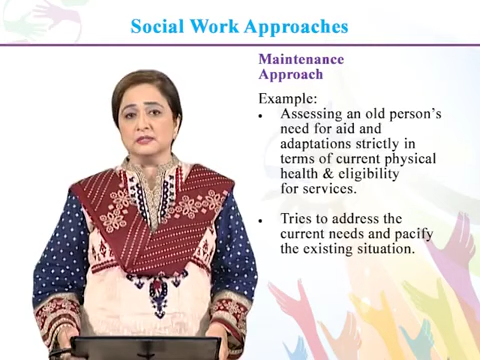 Social Work Approaches
Maintenance
Approach
Example:
• Assessing an old person's
need for aid and
adaptations strictly in
terms of current physical
health & eligibility
for services.
• Tries to address the
current needs and pacify
the existing situation.